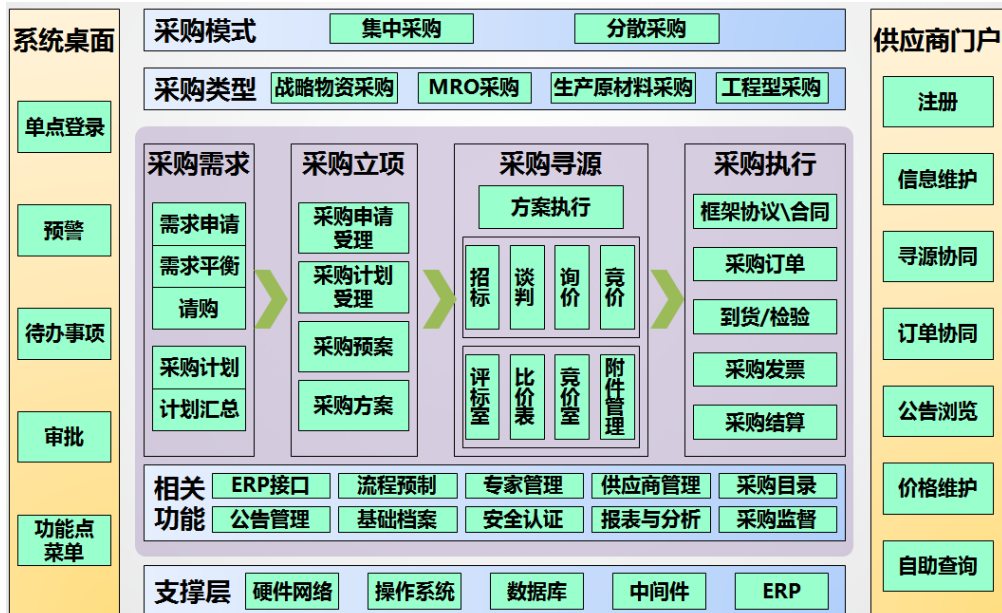 系统桌面
单点登录
预警
待办事项
审批
功能点
菜单
采购模式
集中采购
分散采购
采购类型
战略物资采购
MRO采购
生产原材料采购
工程型采购
采购需求
需求申请
需求平衡
请购
采购计划
计划汇总
采购立项
采购申请
受理
采购计划
受理
采购预案
采购方案
采购寻源
方案执行
招标
谈判
询价
竞价
评标室
比价表
竞价室
附件管理
采购执行
框架协议\合同
采购订单
到货/检验
采购发票
采购结算
相关
功能
ERP接口
流程预制
专家管理
供应商管理
采购目录
公告管理
基础档案
安全认证
报表与分析
采购监督
支撑层
硬件网络
操作系统
数据库
中间件
ERP
供应商门户
注册
信息维护
寻源协同
订单协同
公告浏览
价格维护
自助查询